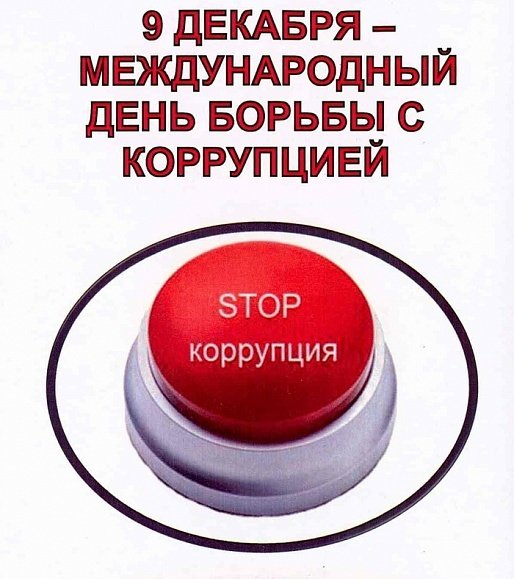 9 ДЕКАБРЯ –
МЕЖДУНАРОДНЫЙ
ДЕНЬ БОРЬБЫ С
КОРРУПЦИЕЙ
STOP
коррупция